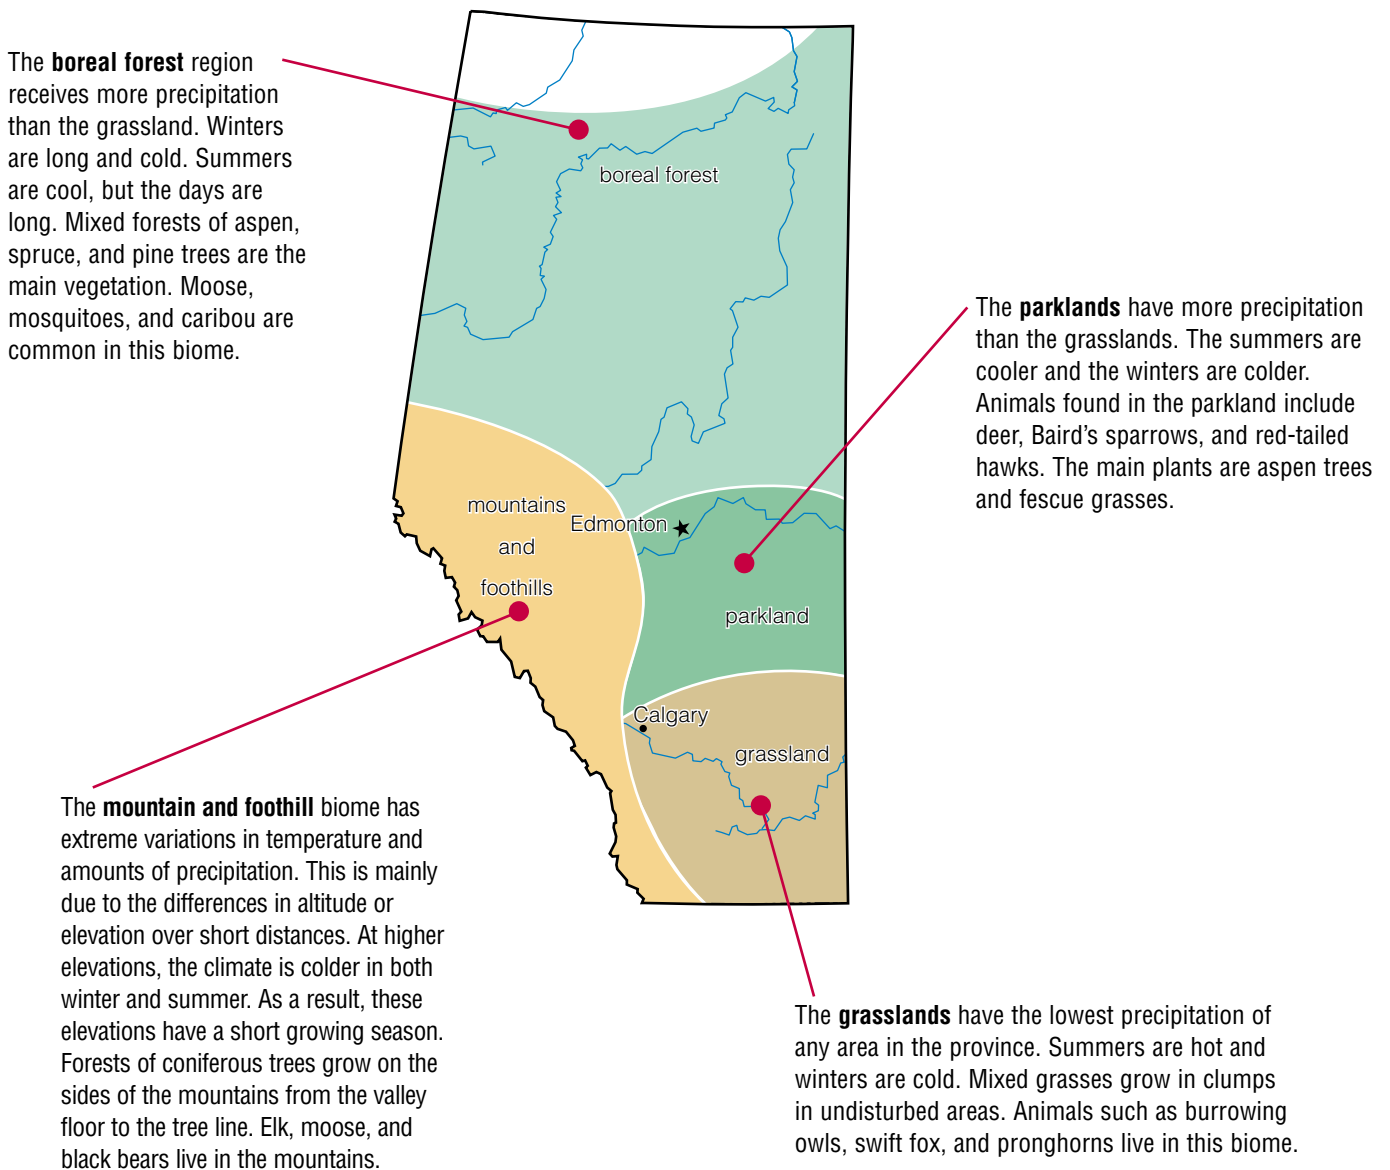 The boreal forest region
receives more precipitation
than the grassland. Winters
are long and cold. Summers
are cool, but the days are
long. Mixed forests of aspen,
spruce, and pine trees are the
main vegetation. Moose,
mosquitoes, and caribou are
common in this biome.
boreal forest
The parklands have more precipitation
than the grasslands. The summers are
cooler and the winters are colder.
Animals found in the parkland include
deer, Baird's sparrows, and red-tailed
hawks. The main plants are aspen trees
and fescue grasses.
mountains
and
foothills
Edmonton
parkland
Calgary
grassland
The mountain and foothill biome has
extreme variations in temperature and
amounts of precipitation. This is mainly
due to the differences in altitude or
elevation over short distances. At higher
elevations, the climate is colder in both
winter and summer. As a result, these
elevations have a short growing season.
Forests of coniferous trees grow on the
sides of the mountains from the valley
floor to the tree line. Elk, moose, and
black bears live in the mountains.
The grasslands have the lowest precipitation of
any area in the province. Summers are hot and
winters are cold. Mixed grasses grow in clumps
in undisturbed areas. Animals such as burrowing
owls, swift fox, and pronghorns live in this biome.